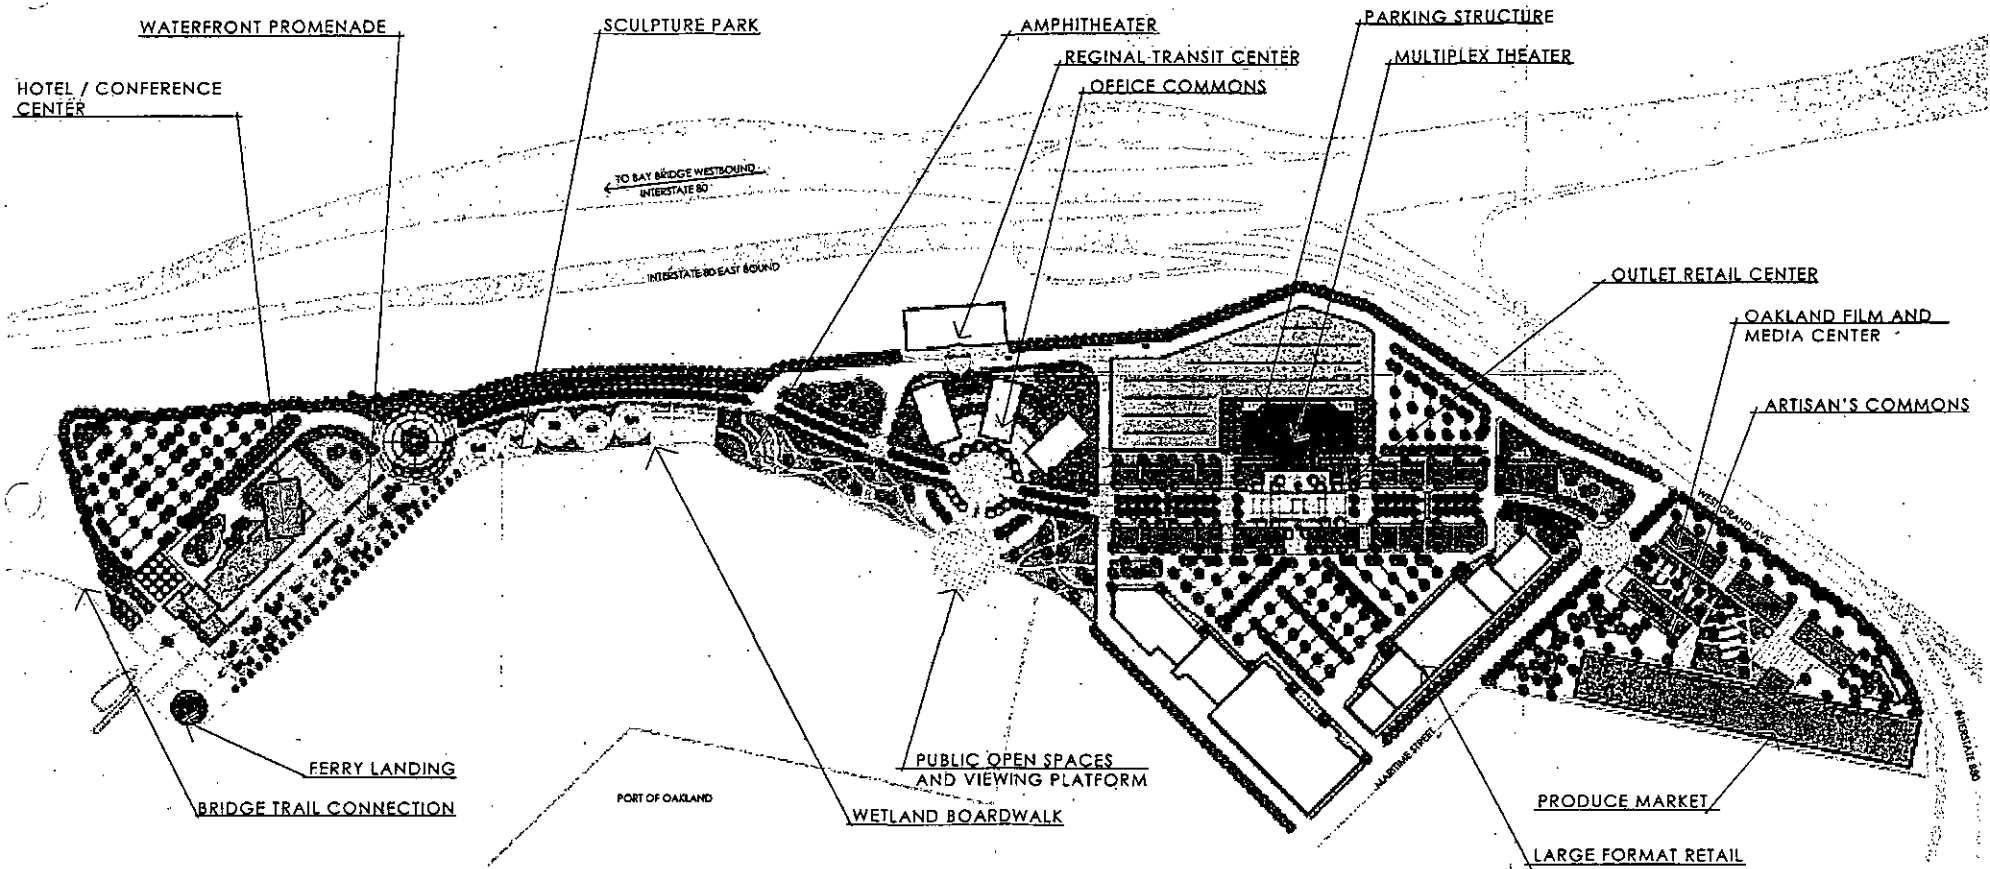 PARKING STRUCTURE
WATERFRONT PROMENADE
SCULPTURE PARK
AMPHITHEATER
REGINAL TRANSIT CENTER
MULTIPLEX THEATER
HOTEL / CONFERENCE
CENTER
OFFICE COMMONS
TO BAY BRIDGE WESTBOUND
INTERSTATE 80
INTERSTATE 80 EAST BOUND
OUTLET RETAIL CENTER
OAKLAND FILM AND
MEDIA CENTER
ARTISAN'S COMMONS
WEST GRAND AVE
INTERSTATE 880
MARITIME STREET
FERRY LANDING
PUBLIC OPEN SPACES
AND VIEWING PLATFORM
PORT OF OAKLAND
BRIDGE TRAIL CONNECTION
WETLAND BOARDWALK
PRODUCE MARKET
LARGE FORMAT RETAIL